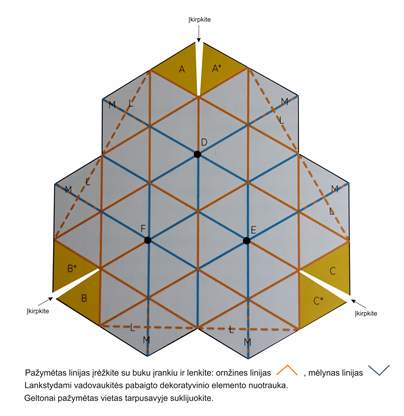 Įkirpkite
A A*
M L M
L
D
L M
M L
F E
B* C
B C*
Įkirpkite Įkirpkite
L L
M M
Pažymėtas linijas įrėžkite su buku įrankiu ir lenkite: oranžinės linijas , mėlynas linijas
Lankstydami vadovaukitės pabaigto dekoratyvinio elemento nuotrauka.
Geltonai pažymėtas vietas tarpusavyje suklijuokite.